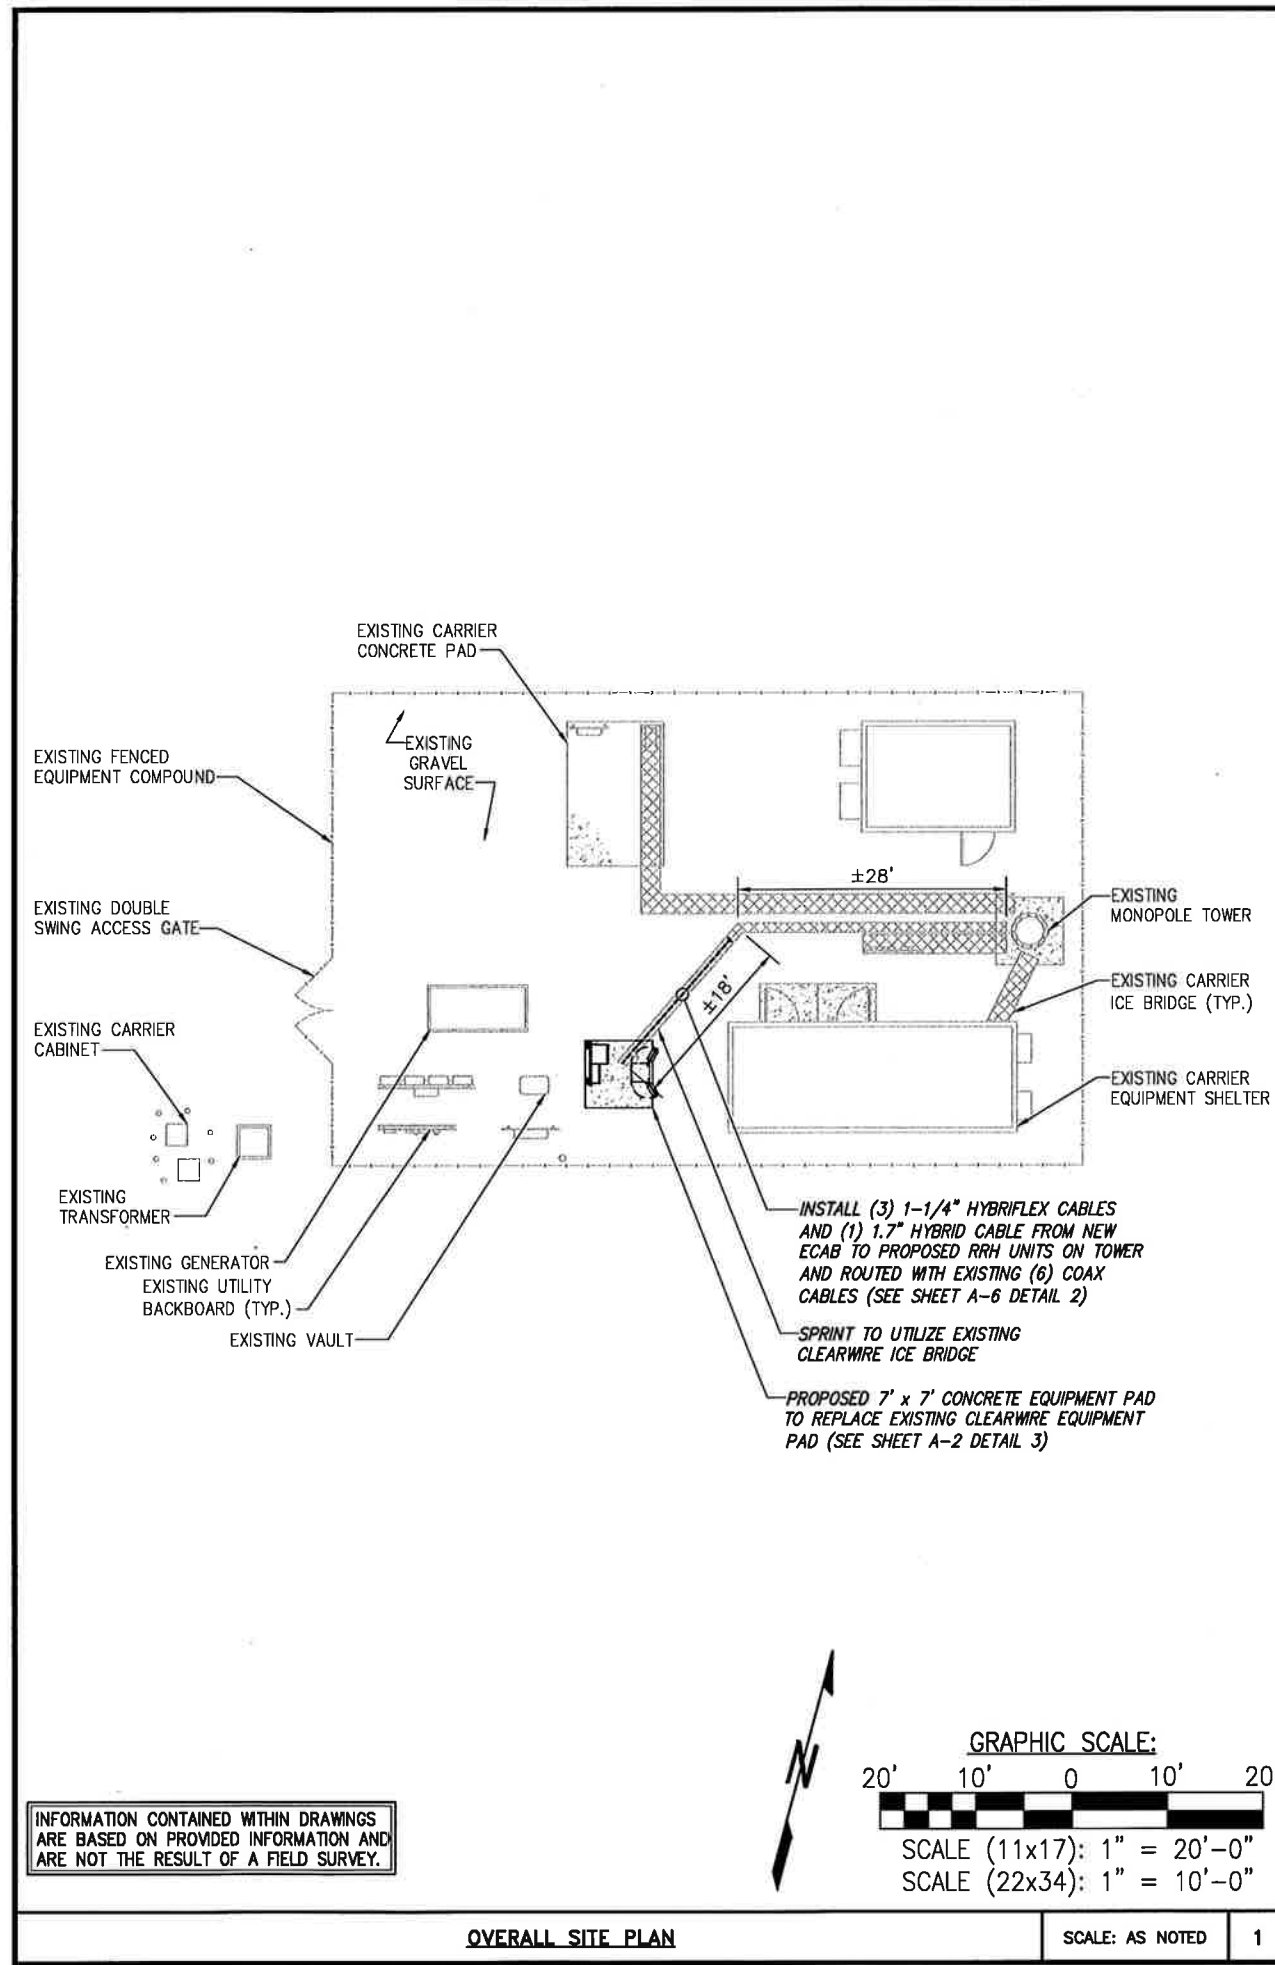 EXISTING CARRIER
CONCRETE PAD
EXISTING
GRAVEL
SURFACE
EXISTING FENCED
EQUIPMENT COMPOUND
±28'
EXISTING DOUBLE
SWING ACCESS GATE
EXISTING
MONOPOLE TOWER
±18'
EXISTING CARRIER
ICE BRIDGE (TYP.)
EXISTING CARRIER
CABINET
EXISTING CARRIER
EQUIPMENT SHELTER
EXISTING
TRANSFORMER
EXISTING GENERATOR
EXISTING UTILITY
BACKBOARD (TYP.)
EXISTING VAULT
INSTALL (3) 1-1/4" HYBRIFLEX CABLES
AND (1) 1.7" HYBRID CABLE FROM NEW
ECAB TO PROPOSED RRH UNITS ON TOWER
AND ROUTED WITH EXISTING (6) COAX
CABLES (SEE SHEET A-6 DETAIL 2)
SPRINT TO UTILIZE EXISTING
CLEARWIRE ICE BRIDGE
PROPOSED 7' x 7' CONCRETE EQUIPMENT PAD
TO REPLACE EXISTING CLEARWIRE EQUIPMENT
PAD (SEE SHEET A-2 DETAIL 3)
N
GRAPHIC SCALE:
20' 10' 0 10' 20
SCALE (11x17): 1" = 20'-0"
SCALE (22x34): 1" = 10'-0"
INFORMATION CONTAINED WITHIN DRAWINGS
ARE BASED ON PROVIDED INFORMATION AND
ARE NOT THE RESULT OF A FIELD SURVEY.
OVERALL SITE PLAN
SCALE: AS NOTED
1